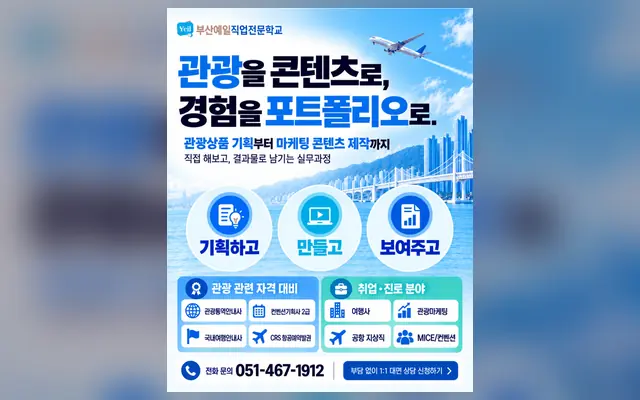 Yeil 부산예일직업전문학교
관광을 콘텐츠로,
경험을 포트폴리오로.
관광상품 기획부터 마케팅 콘텐츠 제작까지
직접 해보고, 결과물로 남기는 실무과정
기획하고
만들고
보여주고
관광 관련 자격 대비
관광통역안내사
컨벤션기획사 2급
국내여행안내사
CRS 항공예약발권
취업·진로 분야
여행사
관광마케팅
공항 지상직
MICE/컨벤션
전화 문의 051-467-1912
부담 없이 1:1 대면 상담 신청하기 >